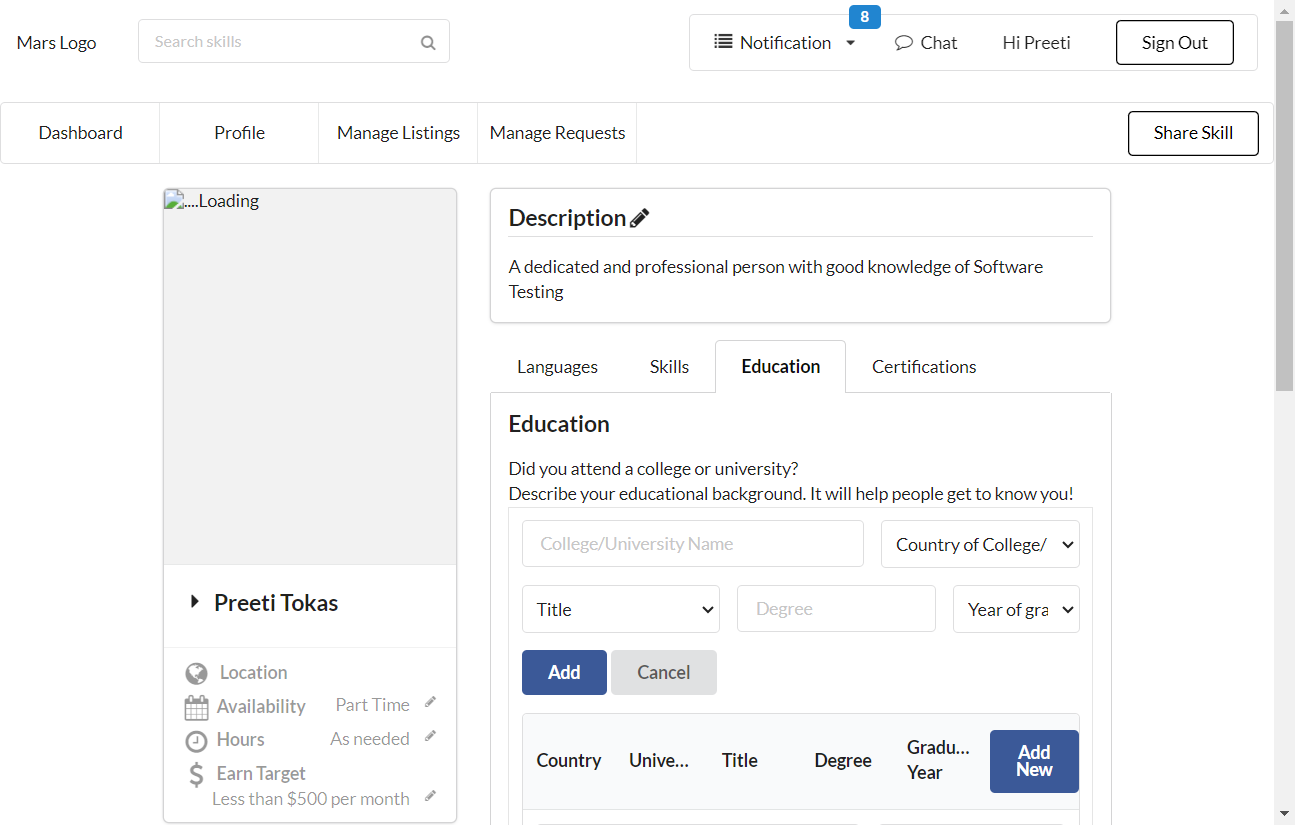 Mars Logo
Search skills
8
Notification
Chat
Hi Preeti
Sign Out
Dashboard
Profile
Manage Listings
Manage Requests
Share Skill
....Loading
Preeti Tokas
Location
Availability
Part Time
Hours
As needed
Earn Target
Less than $500 per month
Description
A dedicated and professional person with good knowledge of Software
Testing
Languages
Skills
Education
Certifications
Education
Did you attend a college or university?
Describe your educational background. It will help people get to know you!
College/University Name
Country of College/
Title
Degree
Year of gra
Add
Cancel
Country
Unive...
Title
Degree
Gradu...
Year
Add
New